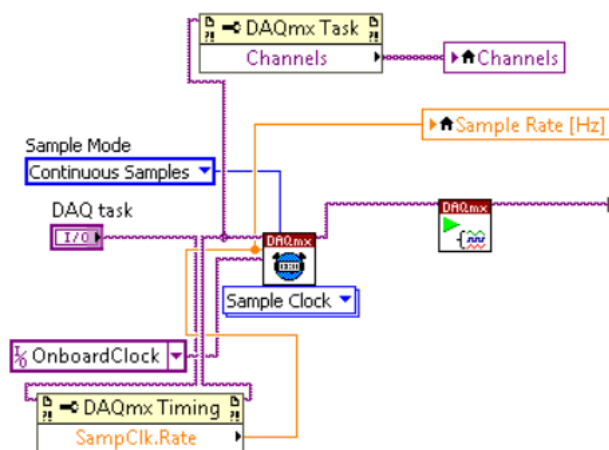 DAQmx Task
Channels
Channels
Sample Rate [Hz]
Sample Mode
Continuous Samples
DAQ task
I/O
DAQmx
DAQmx
Sample Clock
I/O OnboardClock
DAQmx Timing
SampClk.Rate